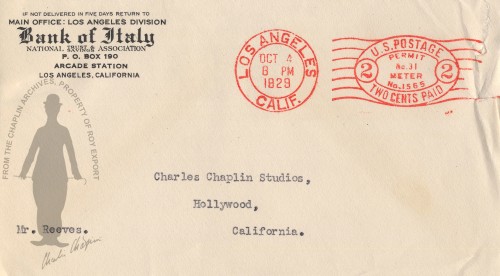 IF NOT DELIVERED IN FIVE DAYS RETURN TO
MAIN OFFICE: LOS ANGELES DIVISION
Bank of Italy
NATIONAL TRUST & SAVINGS ASSOCIATION
P. O. BOX 190
ARCADE STATION
LOS ANGELES, CALIFORNIA
LOS ANGELES
OCT 4
8 PM
1929
CALIF.
U.S. POSTAGE
PERMIT
No. 31
METER
No. 1565
2 2
TWO CENTS PAID
FROM THE CHAPLIN ARCHIVES, PROPERTY OF ROY EXPORT
Charles Chaplin Studios,
Hollywood,
California.
Mr. Reeves.
Charlie Chaplin